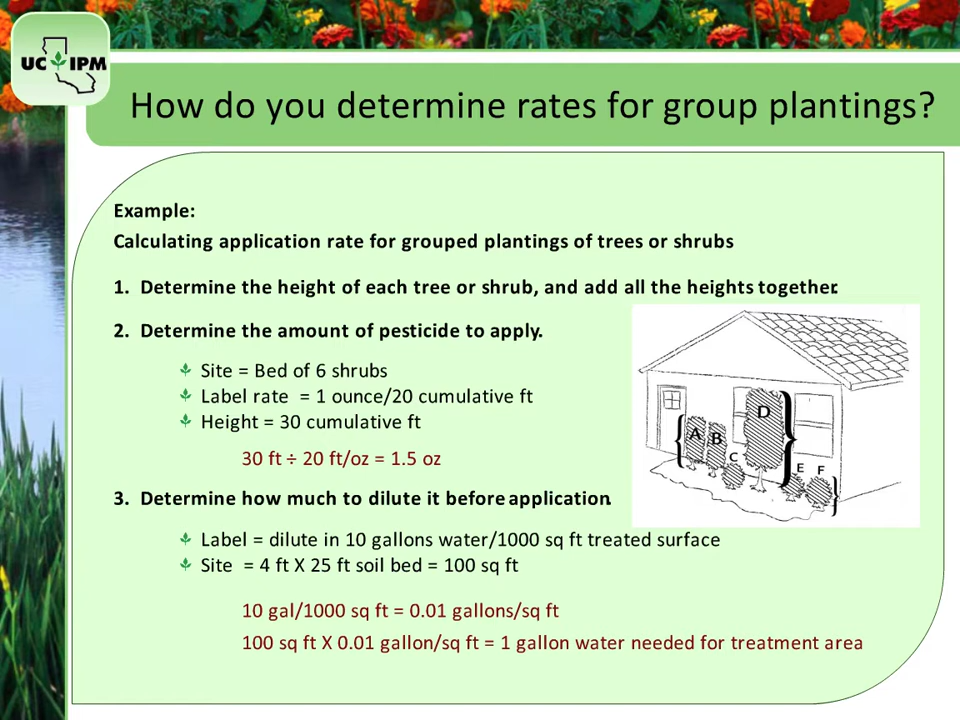 UC IPM
How do you determine rates for group plantings?
Example:
Calculating application rate for grouped plantings of trees or shrubs
1. Determine the height of each tree or shrub, and add all the heights together.
2. Determine the amount of pesticide to apply.
Site = Bed of 6 shrubs
Label rate = 1 ounce/20 cumulative ft
Height = 30 cumulative ft
30 ft ÷ 20 ft/oz = 1.5 oz
A
B
C
D
E
F
3. Determine how much to dilute it before application.
Label = dilute in 10 gallons water/1000 sq ft treated surface
Site = 4 ft X 25 ft soil bed = 100 sq ft
10 gal/1000 sq ft = 0.01 gallons/sq ft
100 sq ft X 0.01 gallon/sq ft = 1 gallon water needed for treatment area